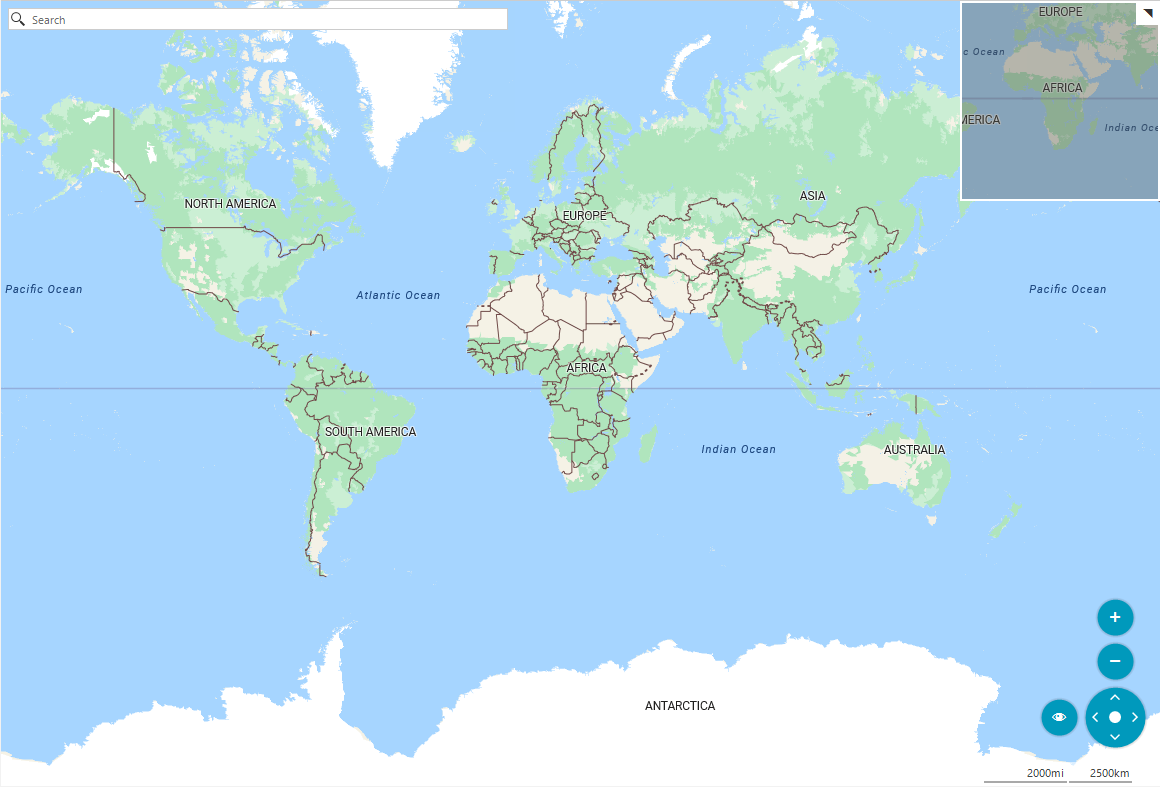 Search
EUROPE
c Ocean
AFRICA
MERICA
Indian Oce
NORTH AMERICA
ASIA
EUROPE
Pacific Ocean
Atlantic Ocean
Pacific Ocean
AFRICA
SOUTH AMERICA
Indian Ocean
AUSTRALIA
ANTARCTICA
2000mi
2500km